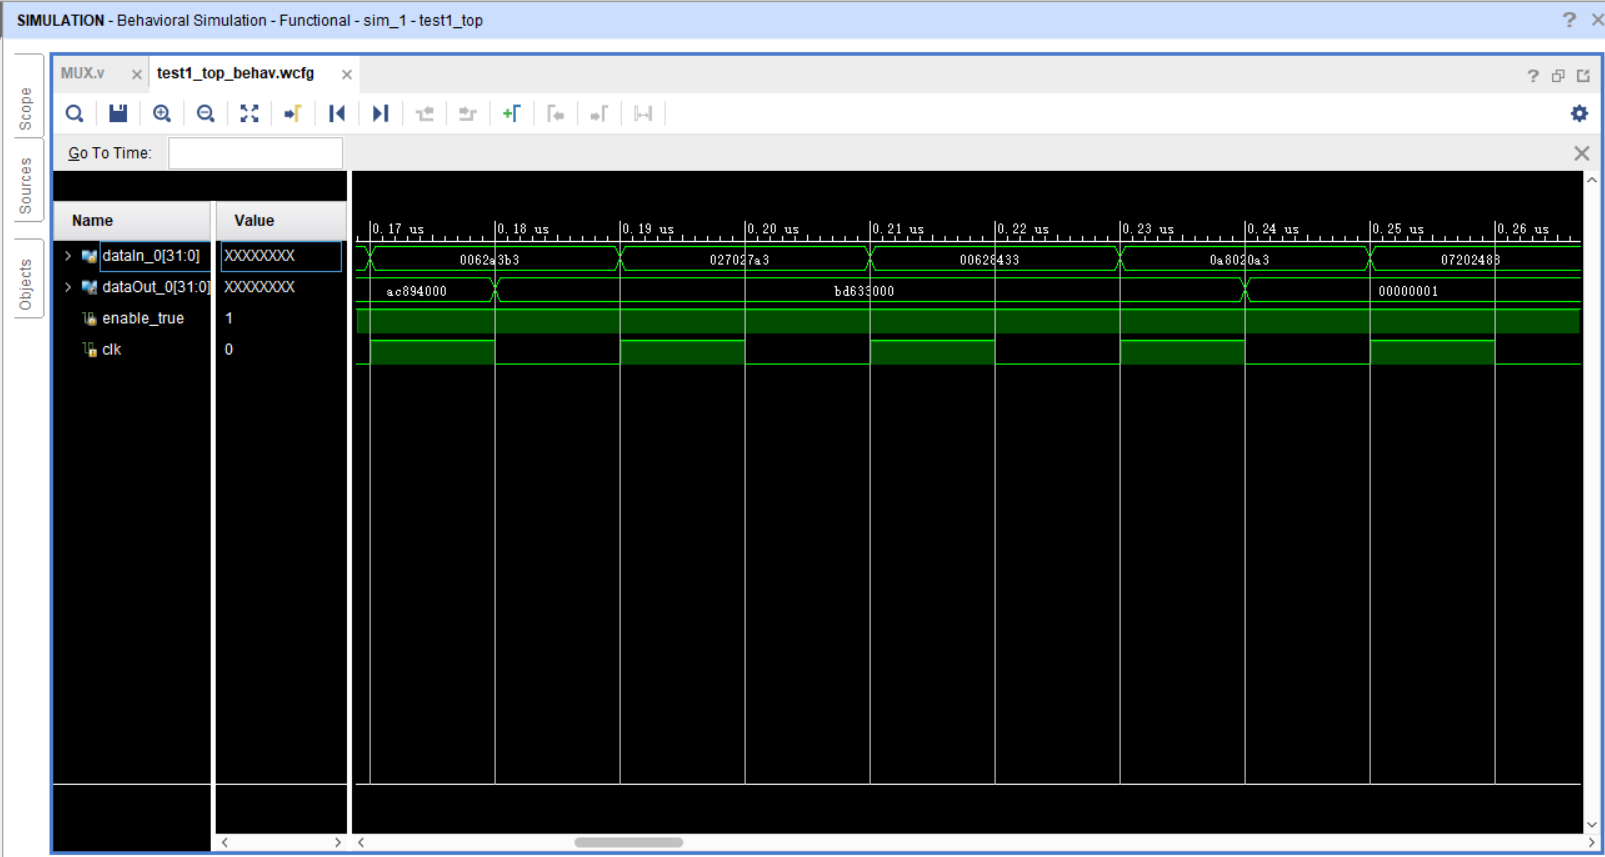 SIMULATION - Behavioral Simulation - Functional - sim_1 - test1_top
Scope
Sources
Objects
MUX.v
test1_top_behav.wcfg
Go To Time:
Name Value
0.17 us 0.18 us 0.19 us 0.20 us 0.21 us 0.22 us 0.23 us 0.24 us 0.25 us 0.26 us
dataIn_0[31:0] XXXXXXXX 0062a3b3 027027a3 00628433 0a8020a3 07202483
dataOut_0[31:0] XXXXXXXX ac894000 bd633000 00000001
enable_true 1
clk 0